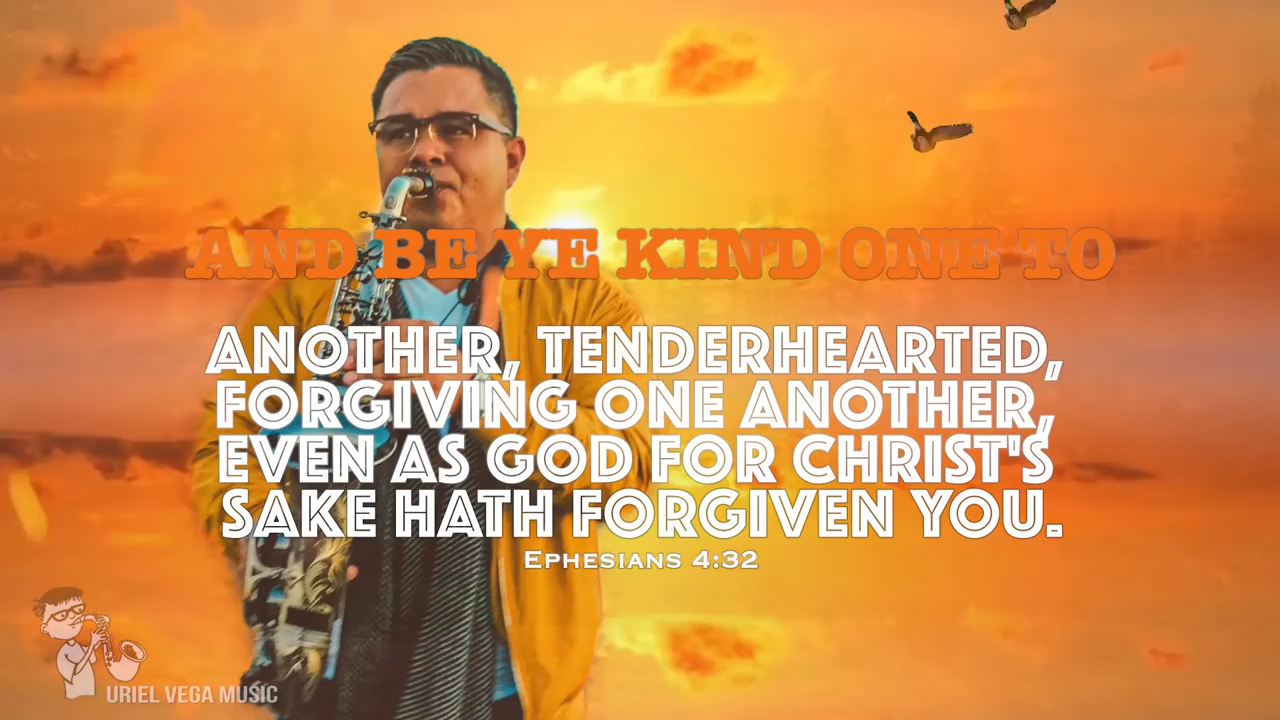 AND BE YE KIND ONE TO
ANOTHER, TENDERHEARTED,
FORGIVING ONE ANOTHER,
EVEN AS GOD FOR CHRIST'S
SAKE HATH FORGIVEN YOU.
EPHESIANS 4:32
URIEL VEGA MUSIC